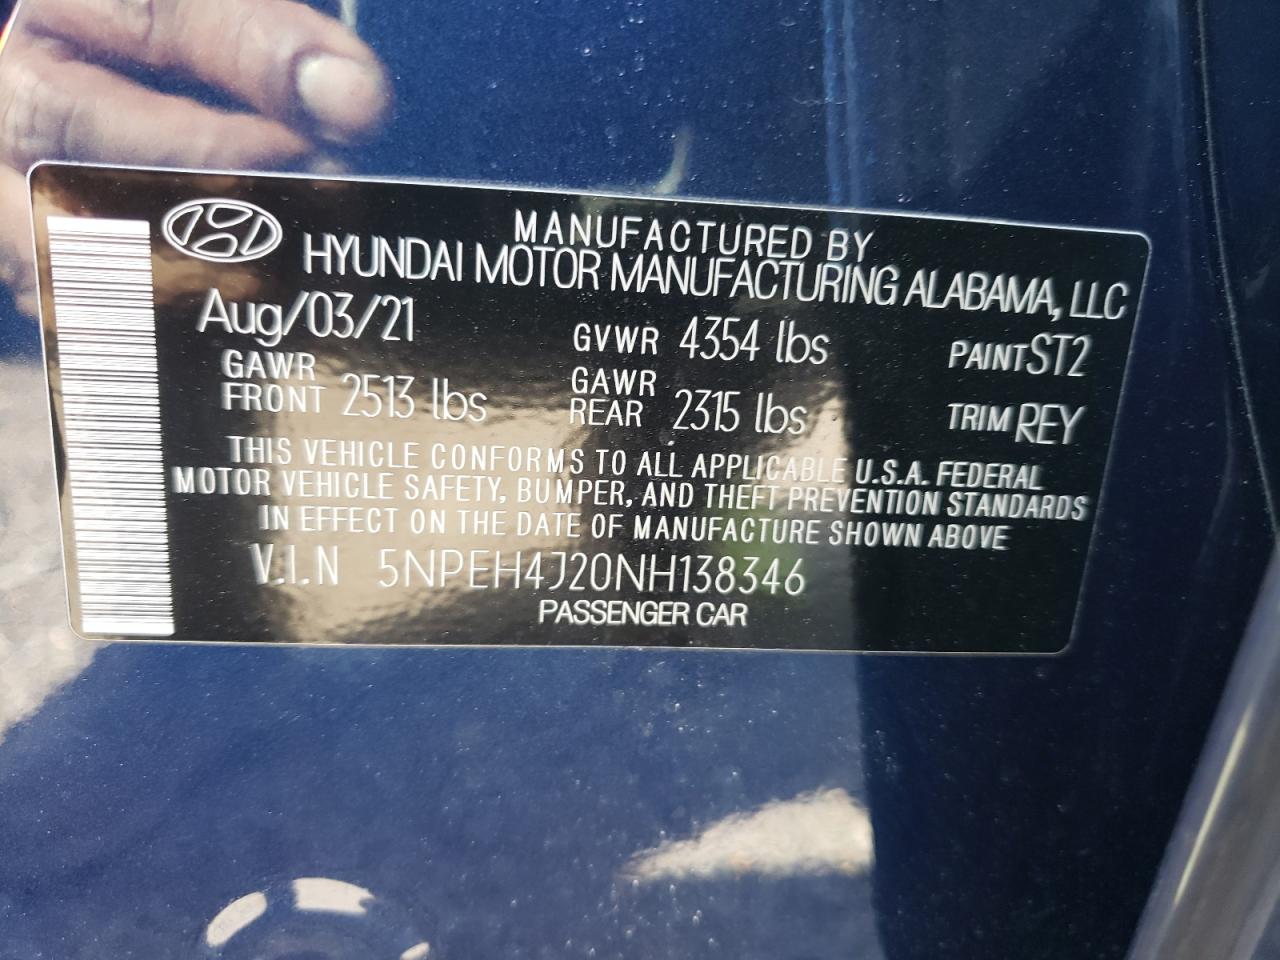 MANUFACTURED BY
HYUNDAI MOTOR MANUFACTURING ALABAMA, LLC
Aug/03/21 GVWR 4354 lbs PAINT ST2
GAWR FRONT 2513 lbs GAWR REAR 2315 lbs TRIM REY
THIS VEHICLE CONFORMS TO ALL APPLICABLE U.S.A. FEDERAL
MOTOR VEHICLE SAFETY, BUMPER, AND THEFT PREVENTION STANDARDS
IN EFFECT ON THE DATE OF MANUFACTURE SHOWN ABOVE
V.I.N 5NPEH4J20NH138346
PASSENGER CAR